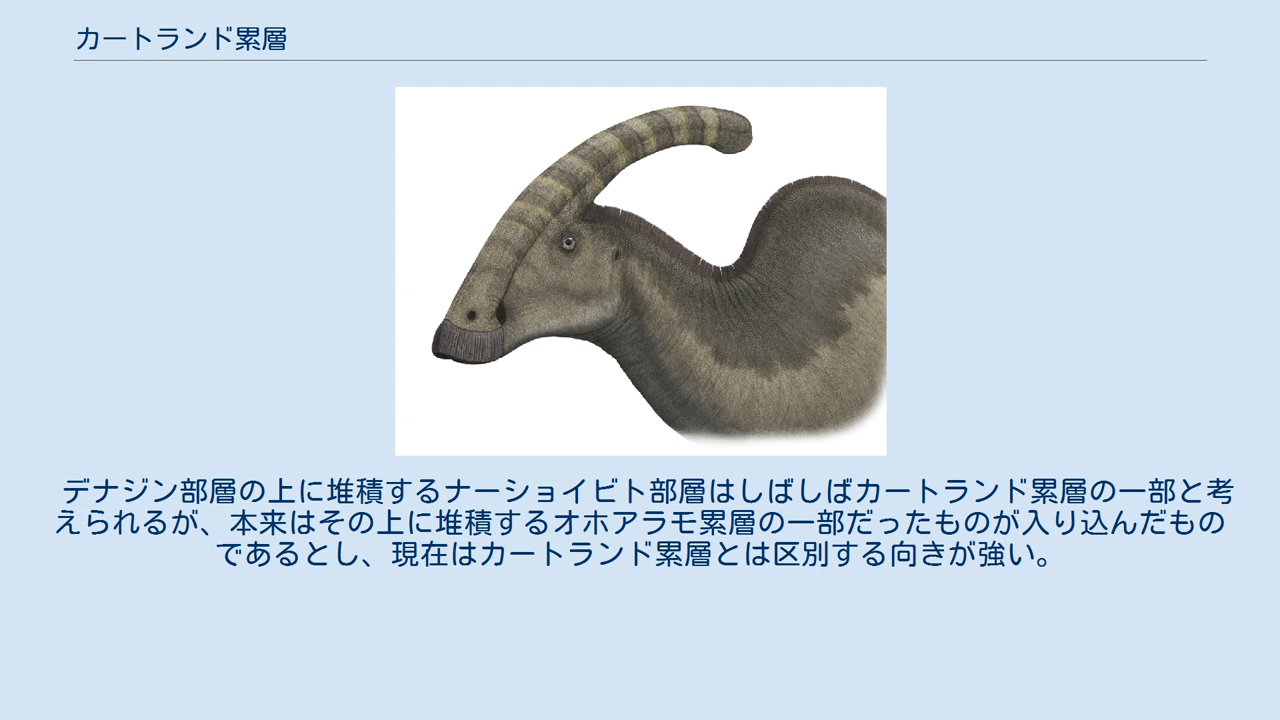 カートランド累層
デナジン部層の上に堆積するナーショイビト部層はしばしばカートランド累層の一部と考
えられるが、本来はその上に堆積するオホアラモ累層の一部だったものが入り込んだもの
であるとし、現在はカートランド累層とは区別する向きが強い。